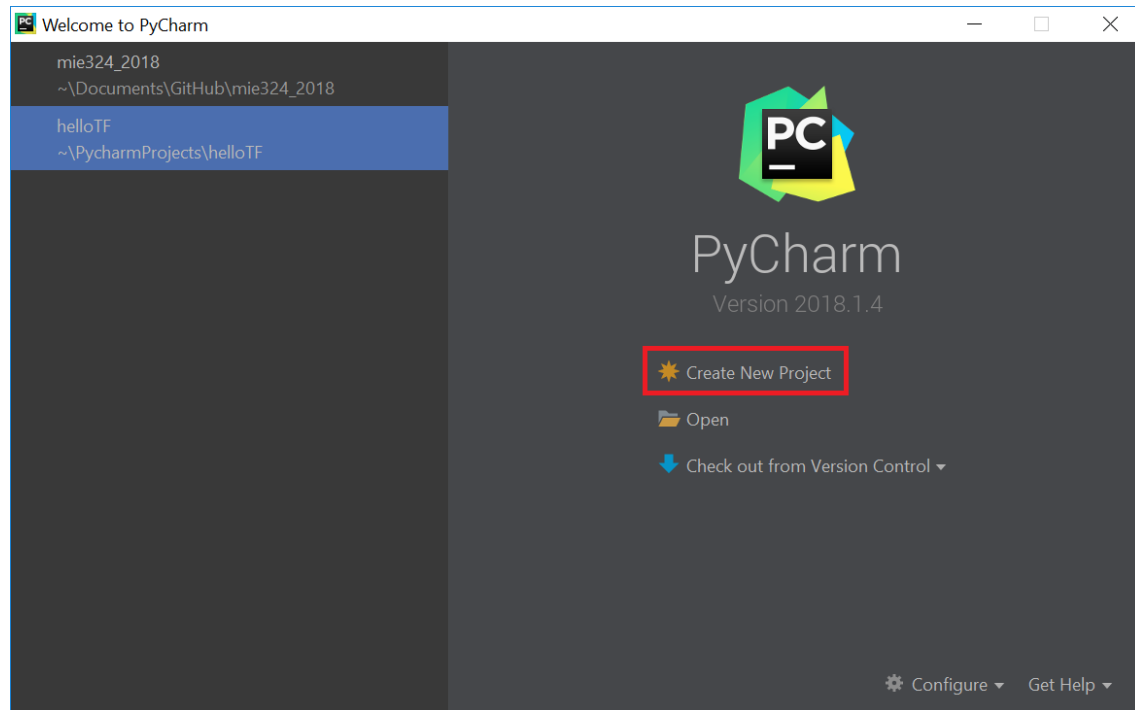 Welcome to PyCharm
mie324_2018
~\Documents\GitHub\mie324_2018
helloTF
~\PycharmProjects\helloTF
PC
PyCharm
Version 2018.1.4
Create New Project
Open
Check out from Version Control
Configure Get Help